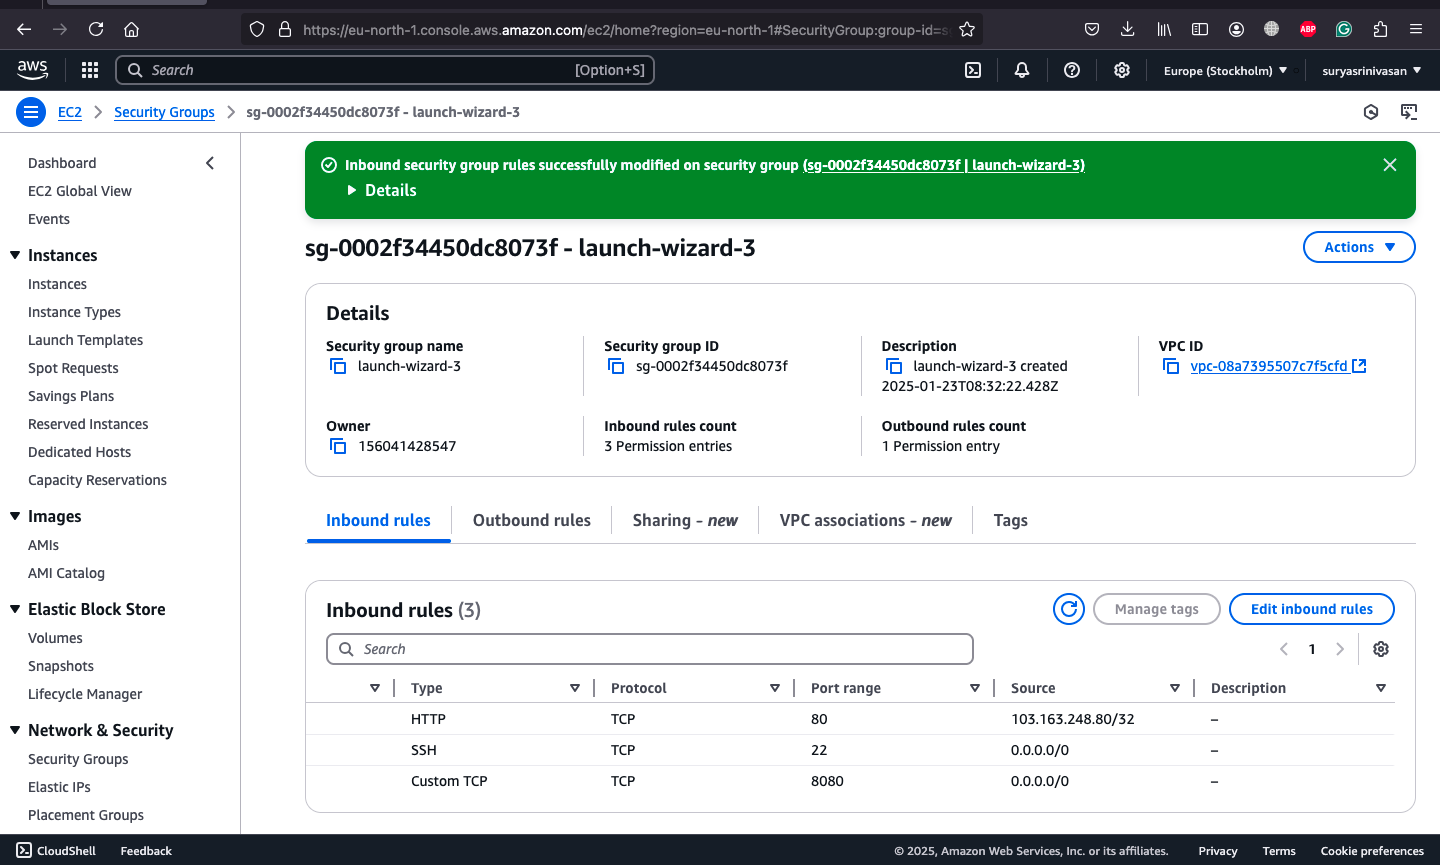 https://eu-north-1.console.aws.amazon.com/ec2/home?region=eu-north-1#SecurityGroup:group-id=s
ABP
aws
Search
[Option+S]
Europe (Stockholm)
suryasrinivasan
EC2
Security Groups
sg-0002f34450dc8073f - launch-wizard-3
Dashboard
EC2 Global View
Events
Instances
Instances
Instance Types
Launch Templates
Spot Requests
Savings Plans
Reserved Instances
Dedicated Hosts
Capacity Reservations
Images
AMIs
AMI Catalog
Elastic Block Store
Volumes
Snapshots
Lifecycle Manager
Network & Security
Security Groups
Elastic IPs
Placement Groups
Inbound security group rules successfully modified on security group (sg-0002f34450dc8073f | launch-wizard-3)
Details
sg-0002f34450dc8073f - launch-wizard-3
Actions
Details
Security group name
launch-wizard-3
Security group ID
sg-0002f34450dc8073f
Description
launch-wizard-3 created
2025-01-23T08:32:22.428Z
VPC ID
vpc-08a7395507c7f5cfd
Owner
156041428547
Inbound rules count
3 Permission entries
Outbound rules count
1 Permission entry
Inbound rules
Outbound rules
Sharing - new
VPC associations - new
Tags
Inbound rules (3)
Manage tags
Edit inbound rules
Search
1
Type Protocol Port range Source Description
HTTP TCP 80 103.163.248.80/32 –
SSH TCP 22 0.0.0.0/0 –
Custom TCP TCP 8080 0.0.0.0/0 –
CloudShell
Feedback
© 2025, Amazon Web Services, Inc. or its affiliates.
Privacy
Terms
Cookie preferences